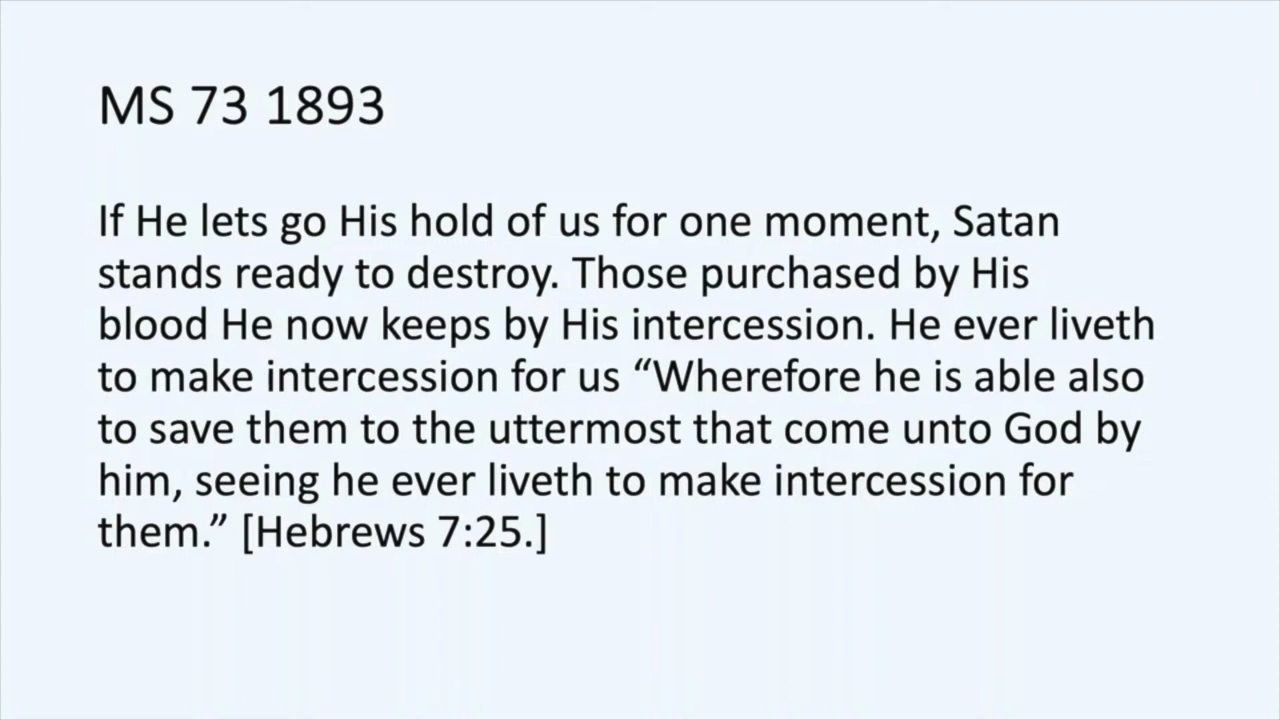 MS 73 1893
If He lets go His hold of us for one moment, Satan
stands ready to destroy. Those purchased by His
blood He now keeps by His intercession. He ever liveth
to make intercession for us “Wherefore he is able also
to save them to the uttermost that come unto God by
him, seeing he ever liveth to make intercession for
them.” [Hebrews 7:25.]